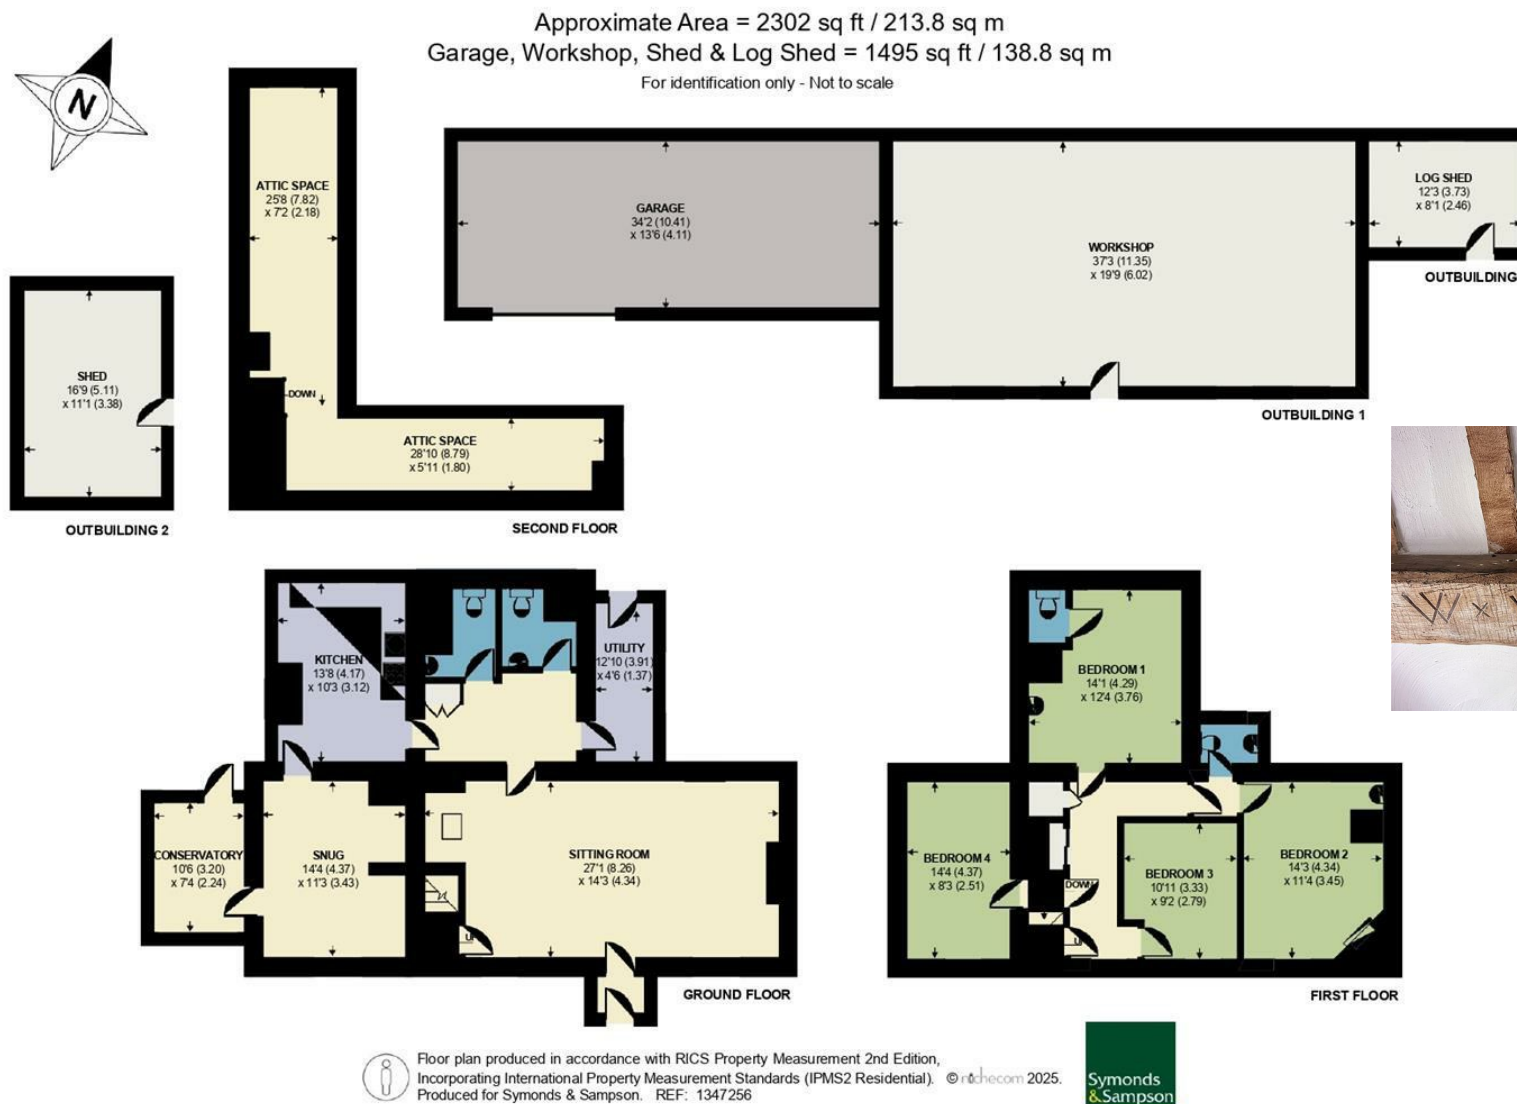 Approximate Area = 2302 sq ft / 213.8 sq m
Garage, Workshop, Shed & Log Shed = 1495 sq ft / 138.8 sq m
For identification only - Not to scale
N
ATTIC SPACE
25'8 (7.82)
x 7'2 (2.18)
DOWN
ATTIC SPACE
28'10 (8.79)
x 5'11 (1.80)
SECOND FLOOR
GARAGE
34'2 (10.41)
x 13'6 (4.11)
WORKSHOP
37'3 (11.35)
x 19'9 (6.02)
LOG SHED
12'3 (3.73)
x 8'1 (2.46)
OUTBUILDING
OUTBUILDING 1
SHED
16'9 (5.11)
x 11'1 (3.38)
OUTBUILDING 2
KITCHEN
13'8 (4.17)
x 10'3 (3.12)
UTILITY
12'10 (3.91)
x 4'6 (1.37)
CONSERVATORY
10'6 (3.20)
x 7'4 (2.24)
SNUG
14'4 (4.37)
x 11'3 (3.43)
SITTING ROOM
27'1 (8.26)
x 14'3 (4.34)
GROUND FLOOR
BEDROOM 1
14'1 (4.29)
x 12'4 (3.76)
BEDROOM 4
14'4 (4.37)
x 8'3 (2.51)
DOWN
BEDROOM 3
10'11 (3.33)
x 9'2 (2.79)
BEDROOM 2
14'3 (4.34)
x 11'4 (3.45)
FIRST FLOOR
Floor plan produced in accordance with RICS Property Measurement 2nd Edition,
Incorporating International Property Measurement Standards (IPMS2 Residential). © nichecom 2025.
Produced for Symonds & Sampson. REF: 1347256
Symonds
&Sampson